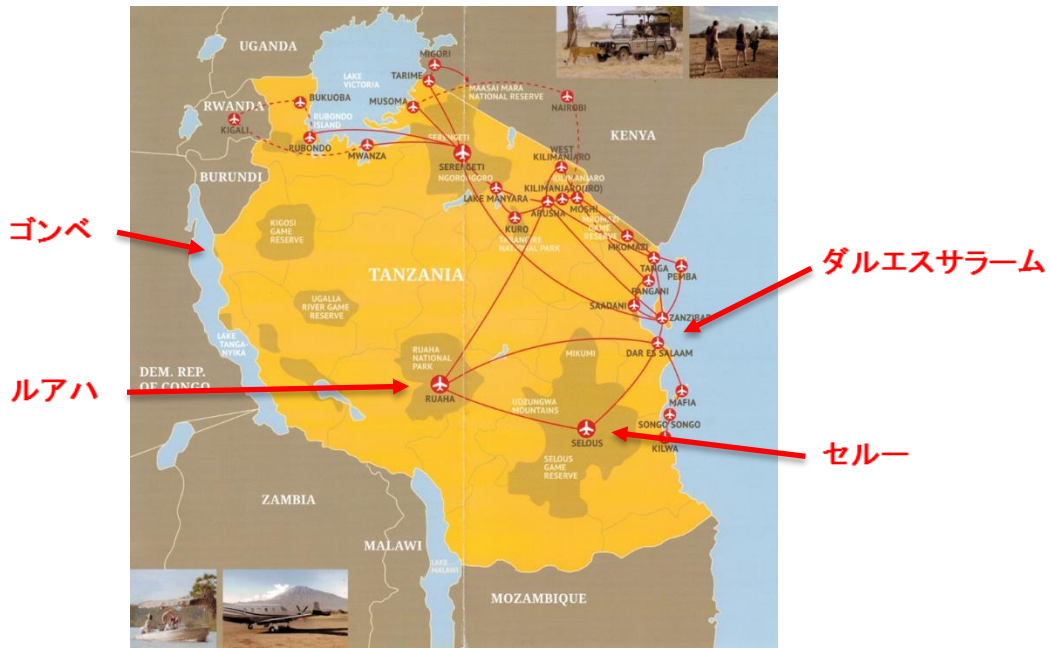 UGANDA
MIGORI
LAKE
VICTORIA
TARIME
MAASAI MARA
NATIONAL RESERVE
RWANDA
BUKUOBA
MUSOMA
NAIROBI
KIGALI
RUBONDO
ISLAND
KENYA
RUBONDO
MWANZA
SERENGETI
SERENGETI
WEST
KILIMANJARO
BURUNDI
NGORONGORO
KILIMANJARO
KILIMANJARO(JRO)
LAKE MANYARA
ARUSHA
MOSHI
ゴンベ
KIGOSI
GAME
RESERVE
KURO
TARANGIRE
NATIONAL PARK
MKOMAZI
GAME
RESERVE
MKOMAZI
ダルエスサラーム
TANZANIA
TANGA
PEMBA
PANGANI
UGALLA
RIVER GAME
RESERVE
SAADANI
ZANZIBAR
LAKE
TANGA-
NYIKA
RUAHA
NATIONAL
PARK
MIKUMI
DAR ES SALAAM
DEM. REP.
OF CONGO
ルアハ
RUAHA
UDZUNGWA
MOUNTAINS
MAFIA
SONGO SONGO
SELOUS
KILWA
セルー
SELOUS
GAME
RESERVE
ZAMBIA
MALAWI
LAKE
MALAWI
MOZAMBIQUE